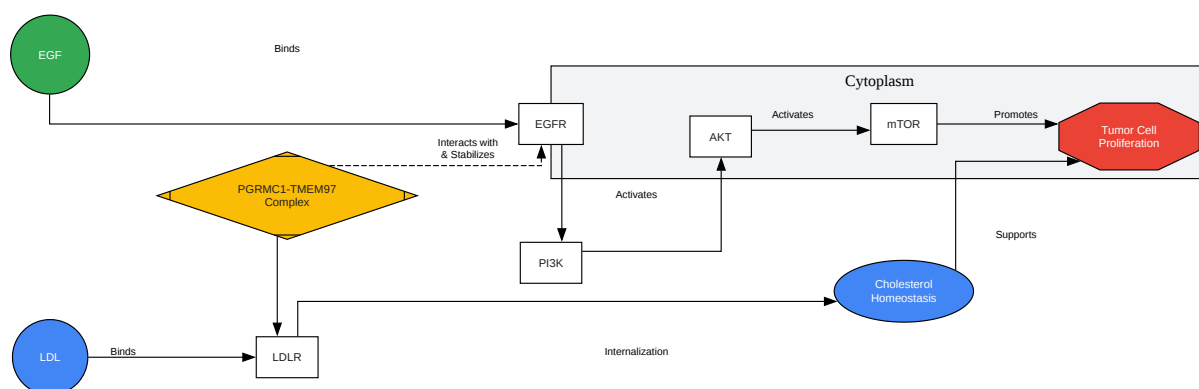 EGF
Binds
Cytoplasm
EGFR
AKT
Activates
mTOR
Promotes
Tumor Cell
Proliferation
Interacts with
& Stabilizes
PGRMC1-TMEM97
Complex
Activates
PI3K
Supports
Cholesterol
Homeostasis
LDL
Binds
LDLR
Internalization